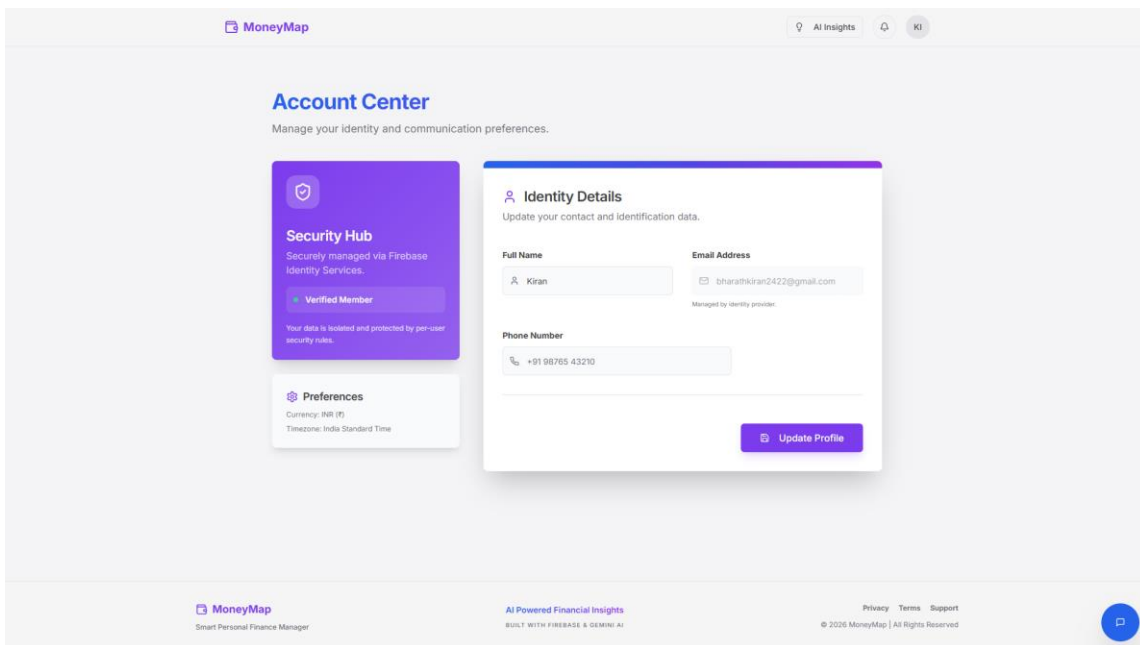 MoneyMap
AI Insights
KI
Account Center
Manage your identity and communication preferences.
Security Hub
Securely managed via Firebase
Identity Services.
Verified Member
Your data is isolated and protected by per-user
security rules.
Preferences
Currency: INR (₹)
Timezone: India Standard Time
Identity Details
Update your contact and identification data.
Full Name
Kiran
Email Address
bharathkiran2422@gmail.com
Managed by identity provider.
Phone Number
+91 98765 43210
Update Profile
MoneyMap
Smart Personal Finance Manager
AI Powered Financial Insights
BUILT WITH FIREBASE & GEMINI AI
Privacy Terms Support
© 2026 MoneyMap | All Rights Reserved